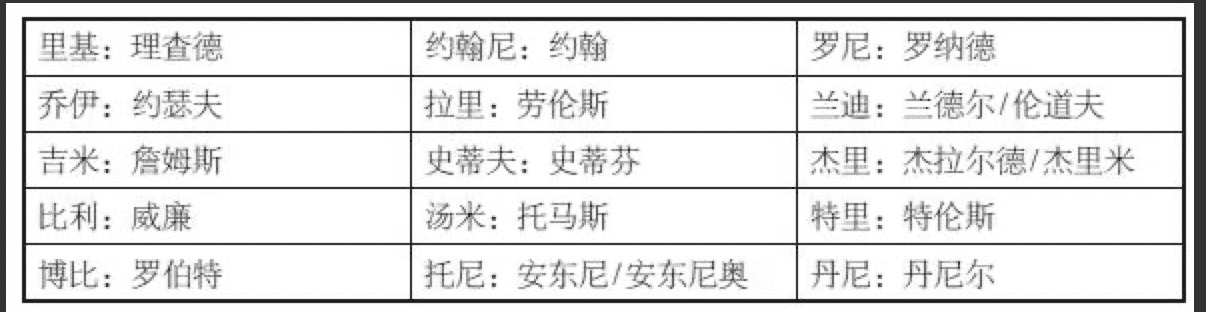 里基：理查德 约翰尼：约翰 罗尼：罗纳德
乔伊：约瑟夫 拉里：劳伦斯 兰迪：兰德尔/伦道夫
吉米：詹姆斯 史蒂夫：史蒂芬 杰里：杰拉尔德/杰里米
比利：威廉 汤米：托马斯 特里：特伦斯
博比：罗伯特 托尼：安东尼/安东尼奥 丹尼：丹尼尔